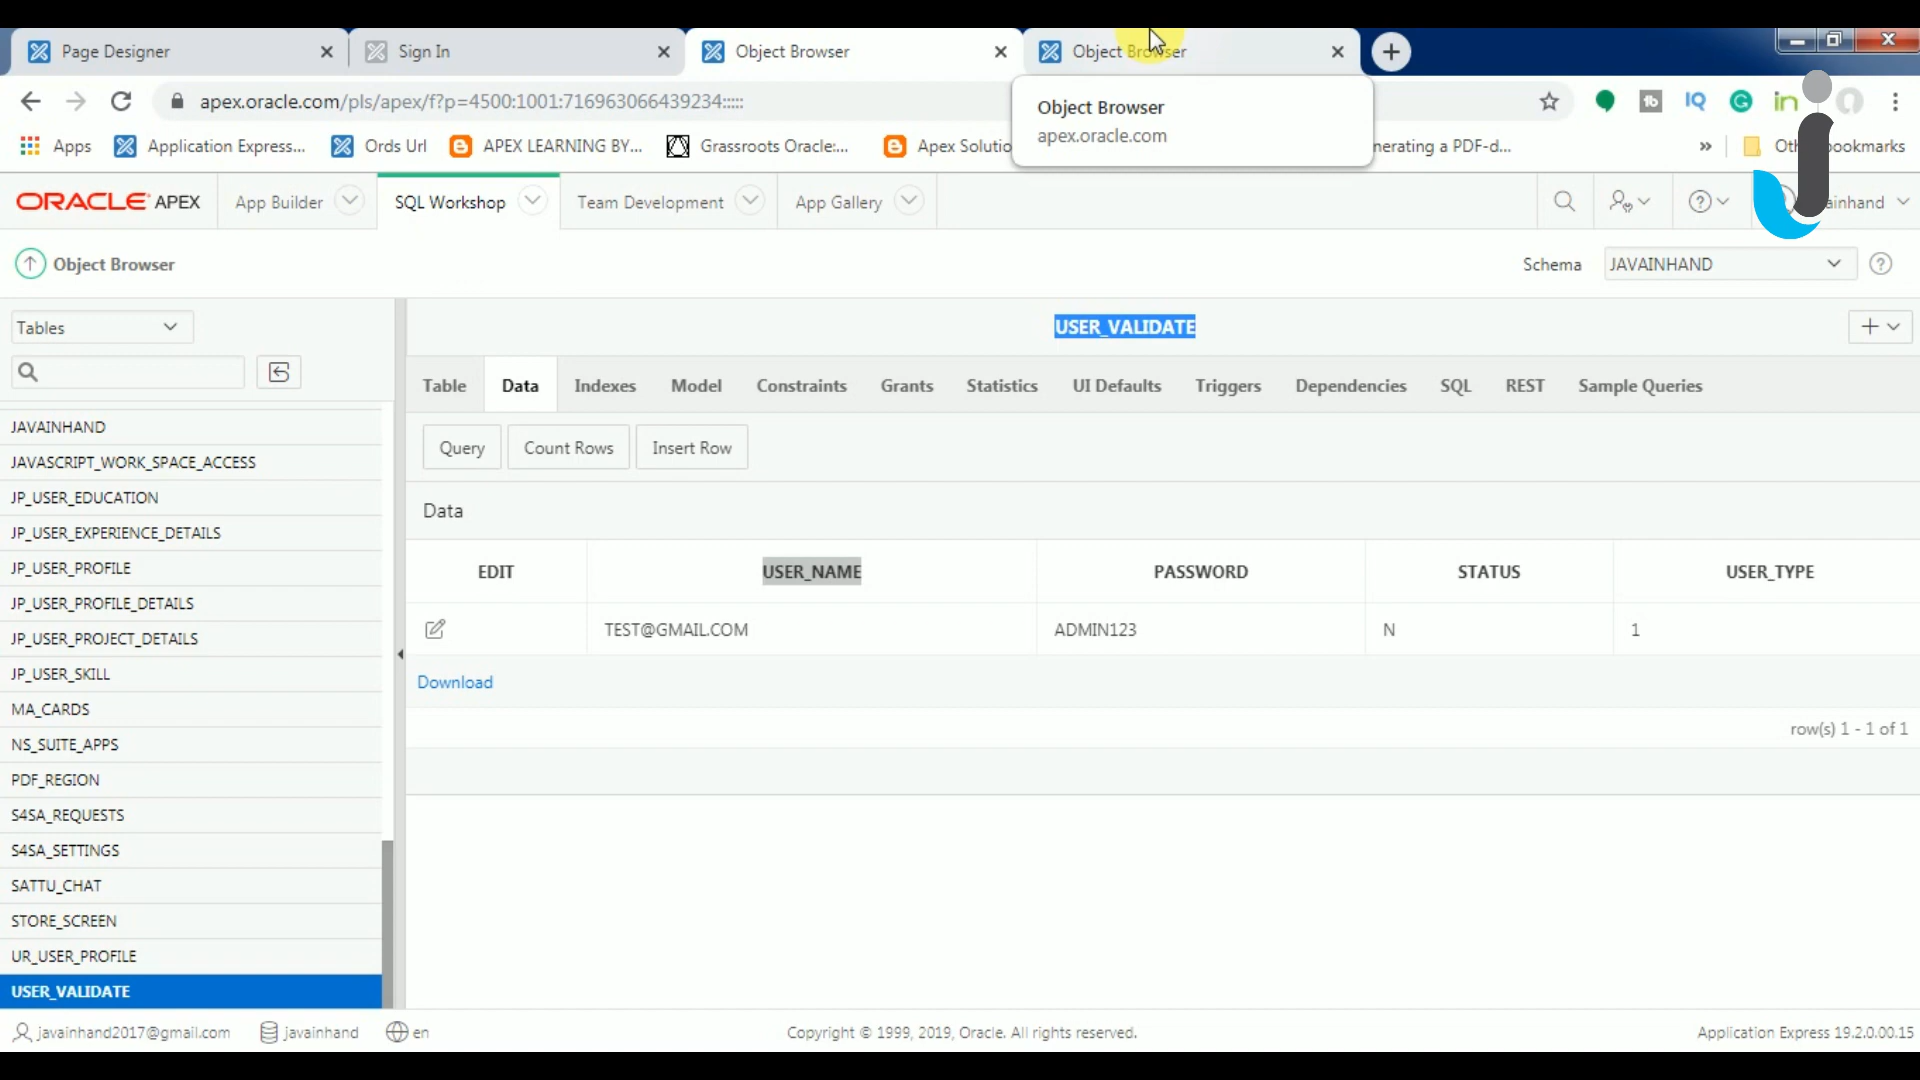 Page Designer
Sign In
Object Browser
Object Browser
apex.oracle.com/pls/apex/f?p=4500:1001:716963066439234:::::
Object Browser
apex.oracle.com
Apps
Application Express...
Ords Url
APEX LEARNING BY...
Grassroots Oracle:...
Apex Solutio
nerating a PDF-d...
»
ookmarks
ORACLE APEX
App Builder
SQL Workshop
Team Development
App Gallery
ainhand
Object Browser
Schema
JAVAINHAND
Tables
USER_VALIDATE
Table
Data
Indexes
Model
Constraints
Grants
Statistics
UI Defaults
Triggers
Dependencies
SQL
REST
Sample Queries
Query
Count Rows
Insert Row
Data
EDIT USER_NAME PASSWORD STATUS USER_TYPE
TEST@GMAIL.COM ADMIN123 N 1
Download
row(s) 1 - 1 of 1
JAVAINHAND
JAVASCRIPT_WORK_SPACE_ACCESS
JP_USER_EDUCATION
JP_USER_EXPERIENCE_DETAILS
JP_USER_PROFILE
JP_USER_PROFILE_DETAILS
JP_USER_PROJECT_DETAILS
JP_USER_SKILL
MA_CARDS
NS_SUITE_APPS
PDF_REGION
S4SA_REQUESTS
S4SA_SETTINGS
SATTU_CHAT
STORE_SCREEN
UR_USER_PROFILE
USER_VALIDATE
javainhand2017@gmail.com
javainhand
en
Copyright © 1999, 2019, Oracle. All rights reserved.
Application Express 19.2.0.00.15